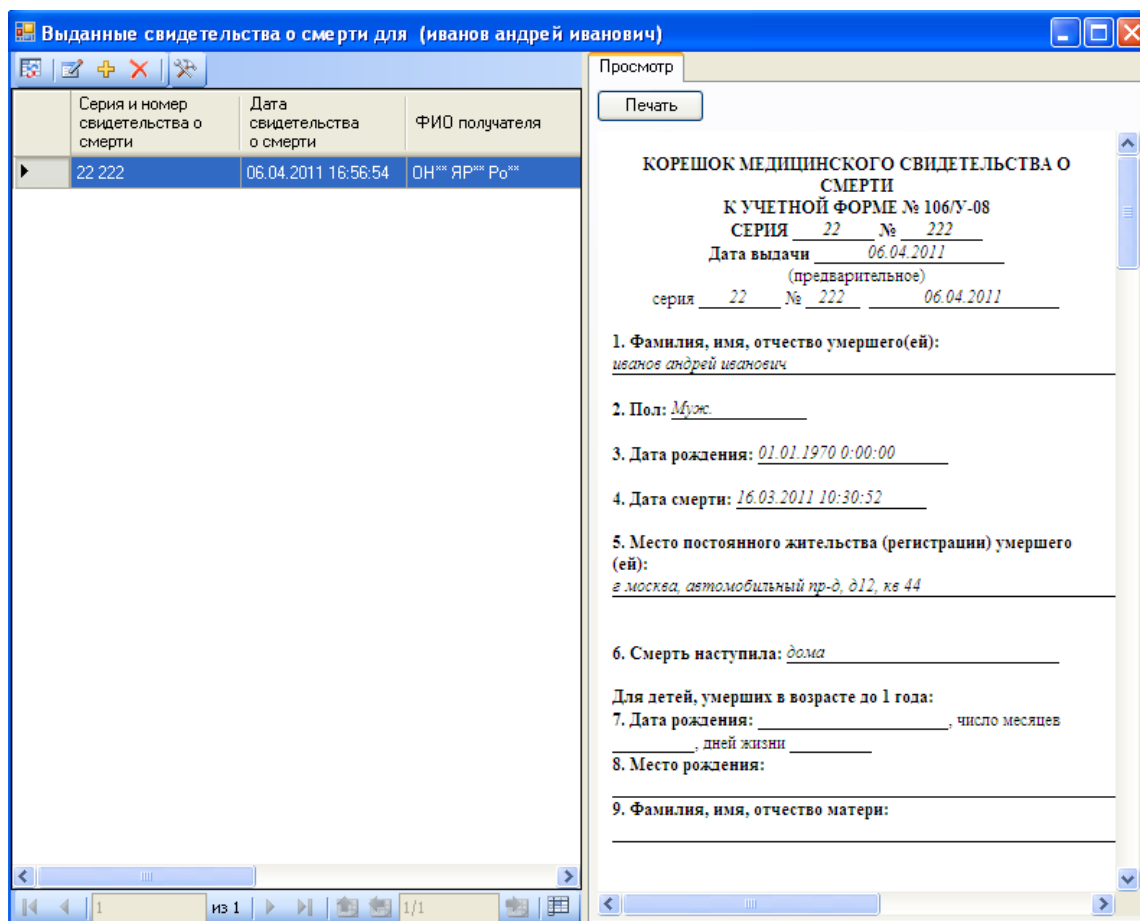 Выданные свидетельства о смерти для (иванов андрей иванович)
Серия и номер свидетельства о смерти
Дата свидетельства о смерти
ФИО получателя
22 222
06.04.2011 16:56:54
ОН** ЯР** Ро**
1
из 1
1/1
Просмотр
Печать
КОРЕШОК МЕДИЦИНСКОГО СВИДЕТЕЛЬСТВА О
СМЕРТИ
К УЧЕТНОЙ ФОРМЕ № 106/У-08
СЕРИЯ 22 № 222
Дата выдачи 06.04.2011
(предварительное)
серия 22 № 222 06.04.2011
1. Фамилия, имя, отчество умершего(ей):
иванов андрей иванович
2. Пол: Муж.
3. Дата рождения: 01.01.1970 0:00:00
4. Дата смерти: 16.03.2011 10:30:52
5. Место постоянного жительства (регистрации) умершего
(ей):
г москва, автомобильный пр-д, д12, кв 44
6. Смерть наступила: дома
Для детей, умерших в возрасте до 1 года:
7. Дата рождения: ____________________, число месяцев
_________, дней жизни _________
8. Место рождения:
9. Фамилия, имя, отчество матери: